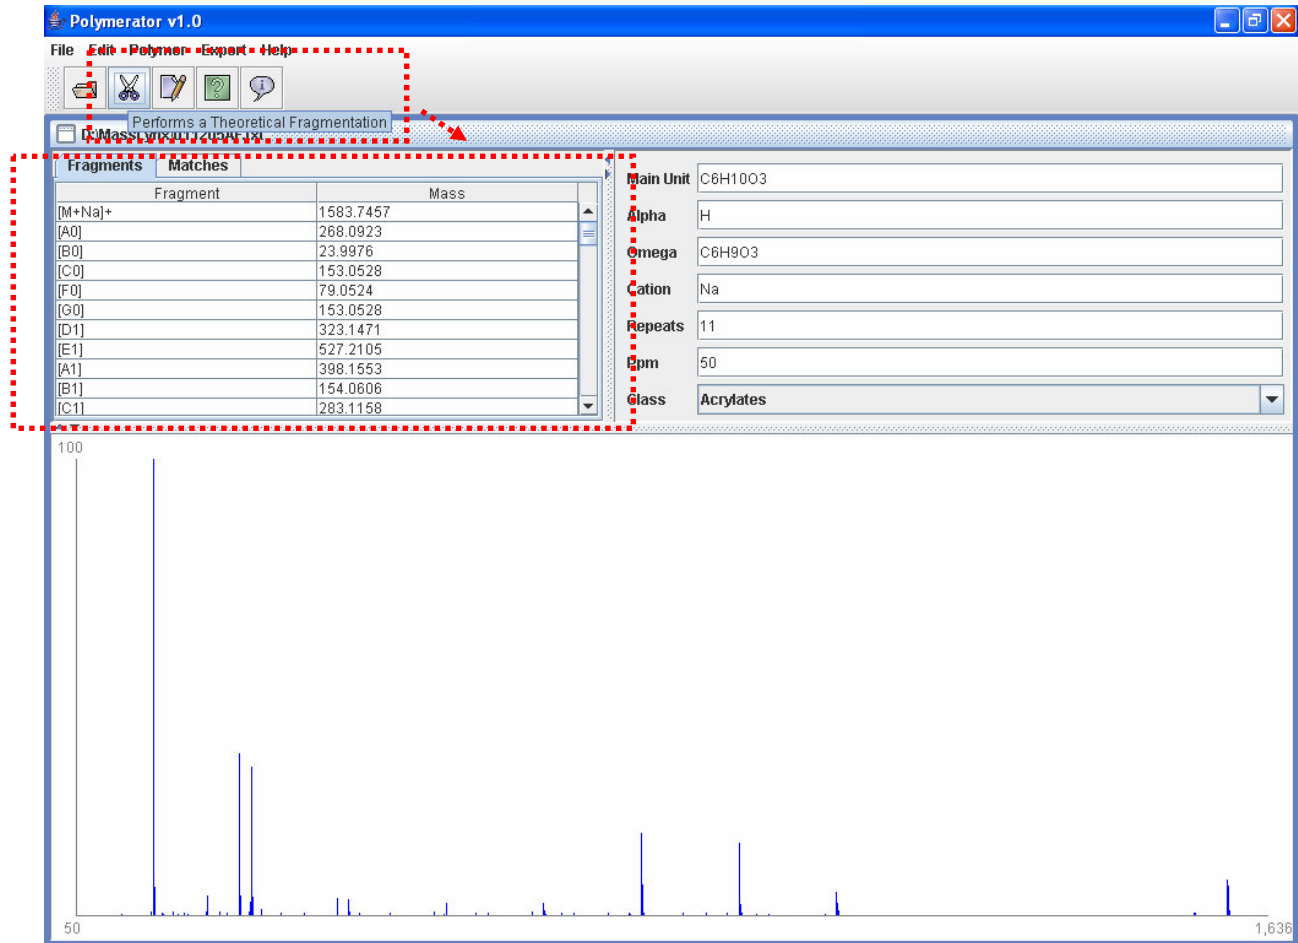 Polymerator v1.0
File Edit Polymer Export Help
Performs a Theoretical Fragmentation
Fragments Matches
Fragment Mass
[M+Na]+ 1583.7457
[A0] 268.0923
[B0] 23.9976
[C0] 153.0528
[F0] 79.0524
[G0] 153.0528
[D1] 323.1471
[E1] 527.2105
[A1] 398.1553
[B1] 154.0606
[C1] 283.1158
Main Unit C6H10O3
Alpha H
Omega C6H9O3
Cation Na
Repeats 11
Ppm 50
Class Acrylates
100
50 1,636